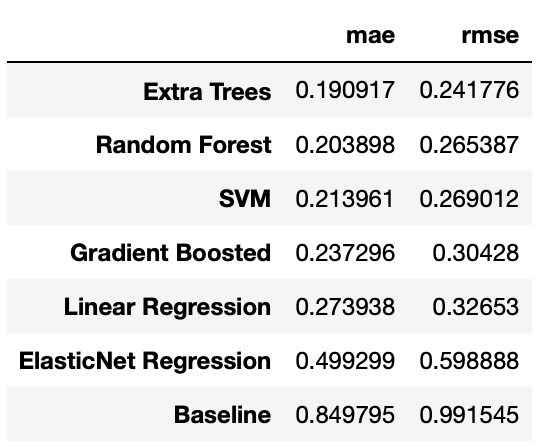 mae rmse
Extra Trees 0.190917 0.241776
Random Forest 0.203898 0.265387
SVM 0.213961 0.269012
Gradient Boosted 0.237296 0.30428
Linear Regression 0.273938 0.32653
ElasticNet Regression 0.499299 0.598888
Baseline 0.849795 0.991545